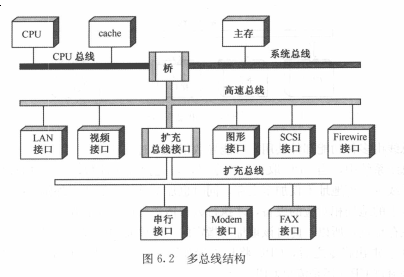 CPU
cache
主存
CPU 总线
桥
系统总线
高速总线
LAN
接口
视频
接口
扩充
总线接口
图形
接口
SCSI
接口
Firewire
接口
扩充总线
串行
接口
Modem
接口
FAX
接口
图 6.2 多总线结构